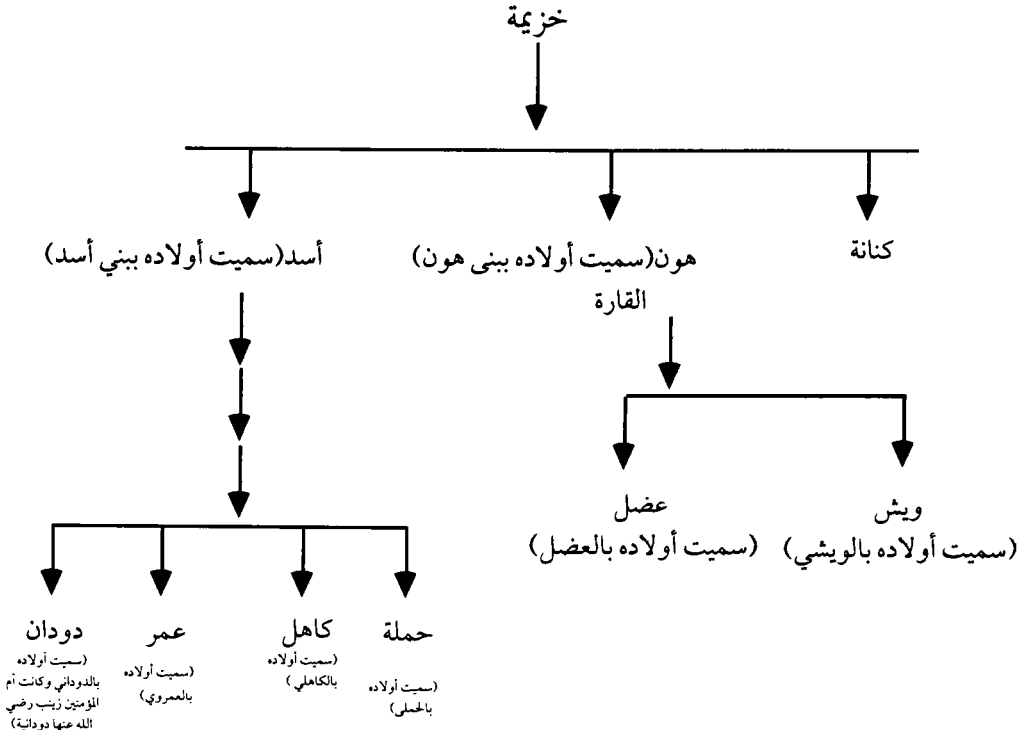 خزيمة
كنانة
هون(سميت أولاده ببنى هون)
القارة
أسد(سميت أولاده ببني أسد)
ويش
(سميت أولاده بالويشي)
عضل
(سميت أولاده بالعضل)
حملة
(سميت أولاده
بالحملى)
كاهل
(سميت أولاده
بالكاهلي)
عمر
(سميت أولاده
بالعمروي)
دودان
(سميت أولاده
بالدوداني وكانت أم
المؤمنين زينب رضي
الله عنها دودانية)